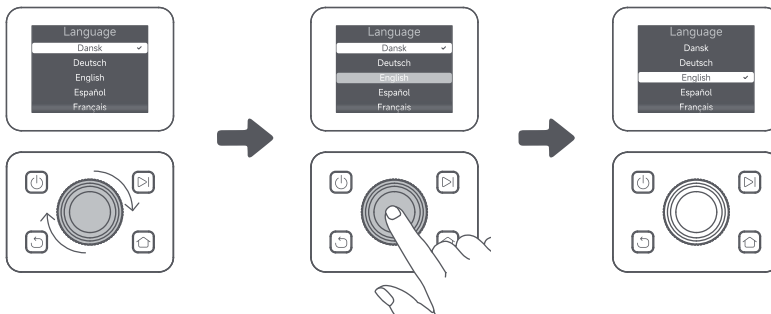 Language
Dansk
Deutsch
English
Español
Français
Language
Dansk
Deutsch
English
Español
Français
Language
Dansk
Deutsch
English
Español
Français